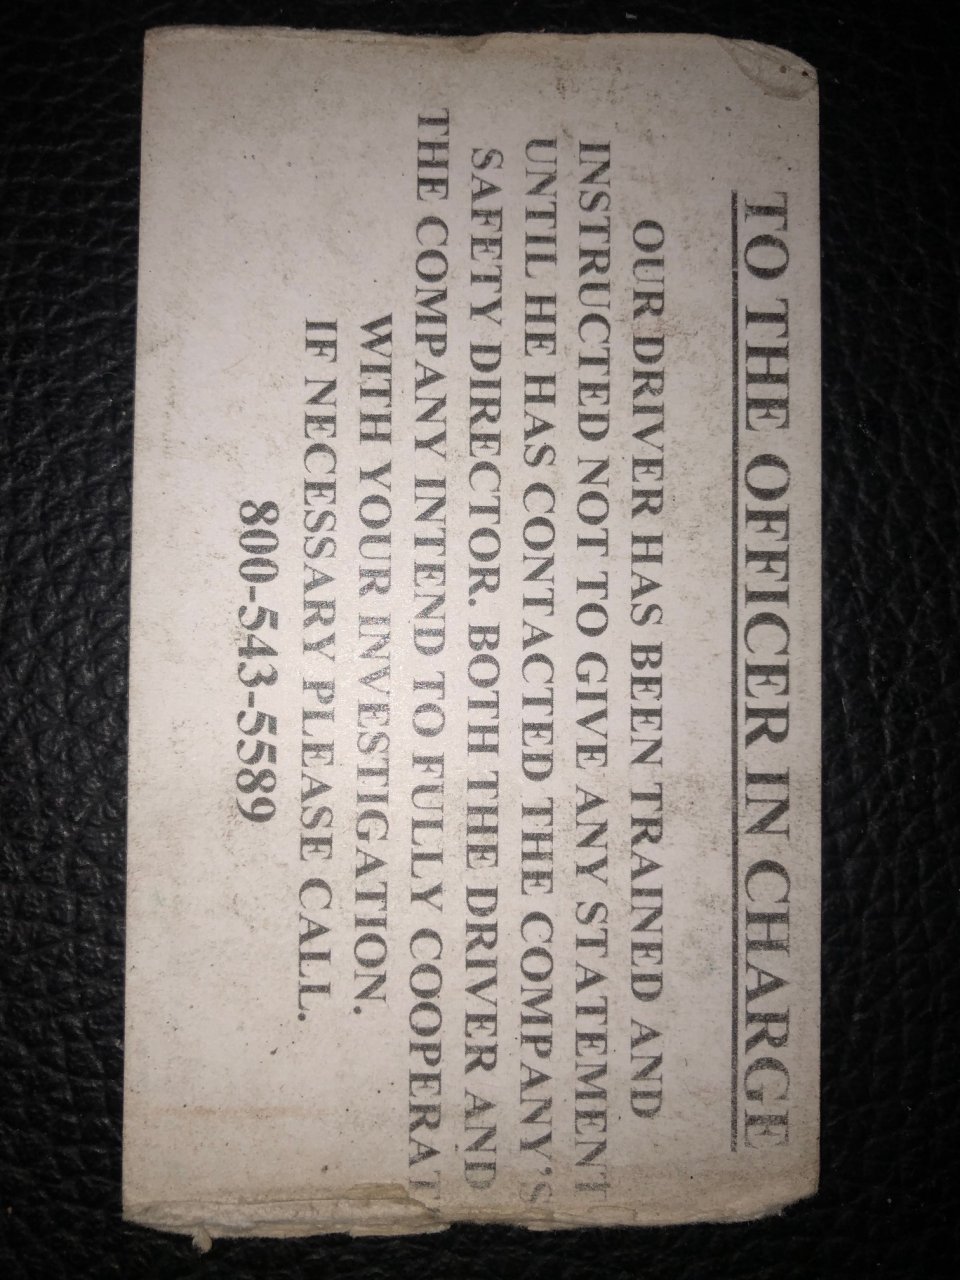 TO THE OFFICER IN CHARGE
OUR DRIVER HAS BEEN TRAINED AND
INSTRUCTED NOT TO GIVE ANY STATEMENT
UNTIL HE HAS CONTACTED THE COMPANY'S
SAFETY DIRECTOR. BOTH THE DRIVER AND
THE COMPANY INTEND TO FULLY COOPERAT
WITH YOUR INVESTIGATION.
IF NECESSARY PLEASE CALL.
800-543-5589